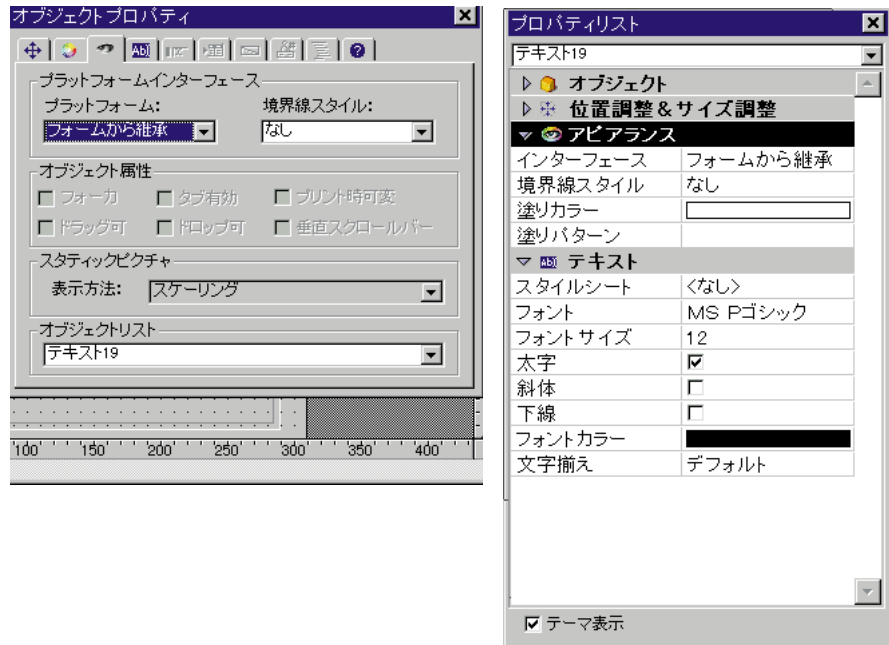 オブジェクトプロパティ
プラットフォームインターフェース
プラットフォーム: 境界線スタイル:
フォームから継承 なし
オブジェクト属性
フォーカ タブ有効 プリント時可変
ドラッグ可 ドロップ可 垂直スクロールバー
スタティックピクチャ
表示方法: スケーリング
オブジェクトリスト
テキスト19
100 150 200 250 300 350 400
プロパティリスト
テキスト19
オブジェクト
位置調整&サイズ調整
アピアランス
インターフェース フォームから継承
境界線スタイル なし
塗りカラー
塗りパターン
テキスト
スタイルシート <なし>
フォント MS Pゴシック
フォントサイズ 12
太字
斜体
下線
フォントカラー
文字揃え デフォルト
テーマ表示